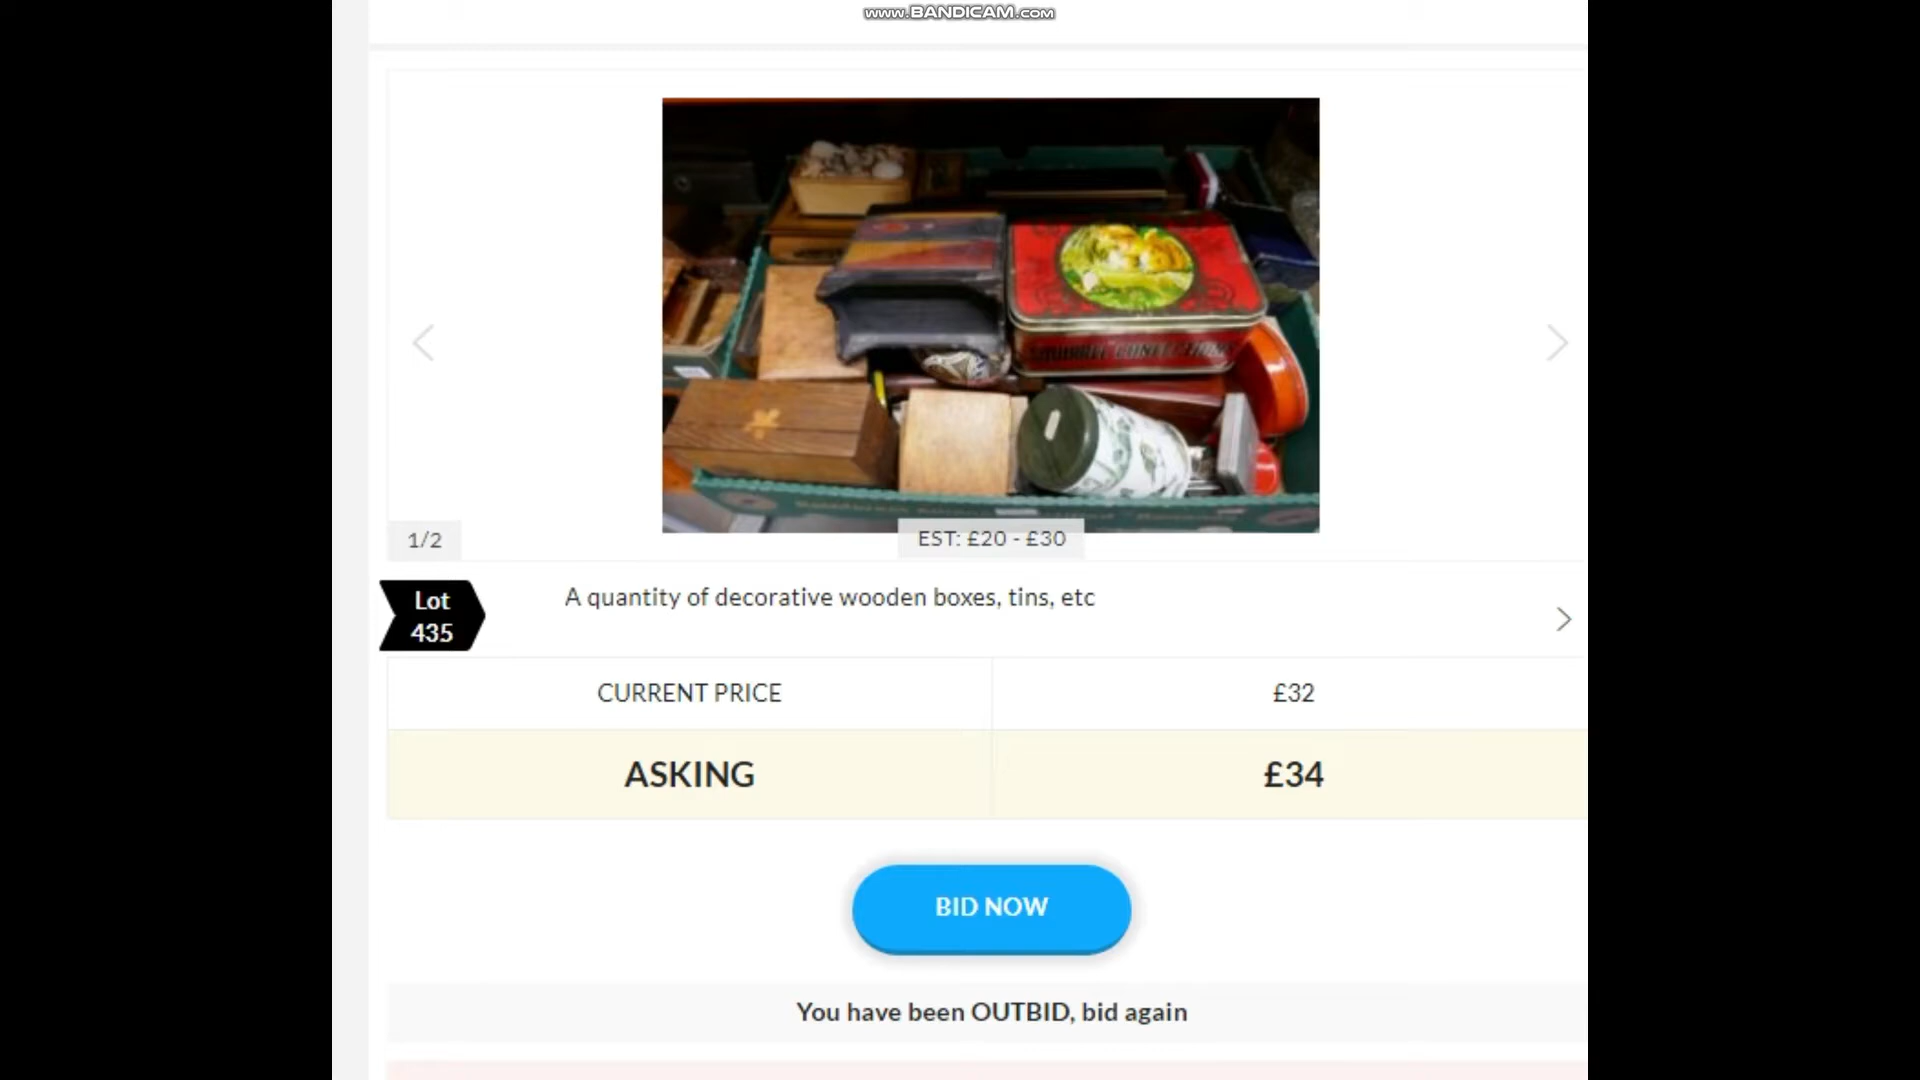 www.BANDICAM.com
1/2
EST: £20 - £30
Lot
435
A quantity of decorative wooden boxes, tins, etc
CURRENT PRICE
£32
ASKING
£34
BID NOW
You have been OUTBID, bid again